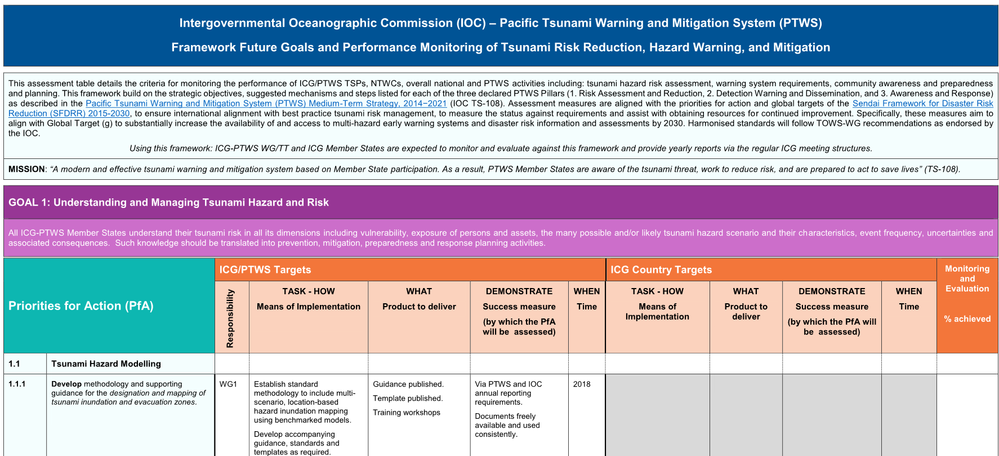 Intergovernmental Oceanographic Commission (IOC) – Pacific Tsunami Warning and Mitigation System (PTWS)
Framework Future Goals and Performance Monitoring of Tsunami Risk Reduction, Hazard Warning, and Mitigation
This assessment table details the criteria for monitoring the performance of ICG/PTWS TSPs, NTWCs, overall national and PTWS activities including: tsunami hazard risk assessment, warning system requirements, community awareness and preparedness
and planning. This framework build on the strategic objectives, suggested mechanisms and steps listed for each of the three declared PTWS Pillars (1. Risk Assessment and Reduction, 2. Detection Warning and Dissemination, and 3. Awareness and Response)
as described in the Pacific Tsunami Warning and Mitigation System (PTWS) Medium-Term Strategy, 2014–2021 (IOC TS-108). Assessment measures are aligned with the priorities for action and global targets of the Sendai Framework for Disaster Risk
Reduction (SFDRR) 2015-2030, to ensure international alignment with best practice tsunami risk management, to measure the status against requirements and assist with obtaining resources for continued improvement. Specifically, these measures aim to
align with Global Target (g) to substantially increase the availability of and access to multi-hazard early warning systems and disaster risk information and assessments by 2030. Harmonised standards will follow TOWS-WG recommendations as endorsed by
the IOC.
Using this framework: ICG-PTWS WG/TT and ICG Member States are expected to monitor and evaluate against this framework and provide yearly reports via the regular ICG meeting structures.
MISSION: “A modern and effective tsunami warning and mitigation system based on Member State participation. As a result, PTWS Member States are aware of the tsunami threat, work to reduce risk, and are prepared to act to save lives” (TS-108).
GOAL 1: Understanding and Managing Tsunami Hazard and Risk
All ICG-PTWS Member States understand their tsunami risk in all its dimensions including vulnerability, exposure of persons and assets, the many possible and/or likely tsunami hazard scenario and their characteristics, event frequency, uncertainties and
associated consequences. Such knowledge should be translated into prevention, mitigation, preparedness and response planning activities.
Priorities for Action (PfA)
ICG/PTWS Targets
ICG Country Targets
Monitoring
and
Evaluation
% achieved
Responsibility
TASK - HOW
Means of Implementation
WHAT
Product to deliver
DEMONSTRATE
Success measure
(by which the PfA
will be assessed)
WHEN
Time
TASK - HOW
Means of
Implementation
WHAT
Product to
deliver
DEMONSTRATE
Success measure
(by which the PfA will
be assessed)
WHEN
Time
1.1
Tsunami Hazard Modelling
1.1.1
Develop methodology and supporting
guidance for the designation and mapping of
tsunami inundation and evacuation zones.
WG1
Establish standard
methodology to include multi-
scenario, location-based
hazard inundation mapping
using benchmarked models.
Develop accompanying
guidance, standards and
templates as required.
Guidance published.
Template published.
Training workshops
Via PTWS and IOC
annual reporting
requirements.
Documents freely
available and used
consistently.
2018